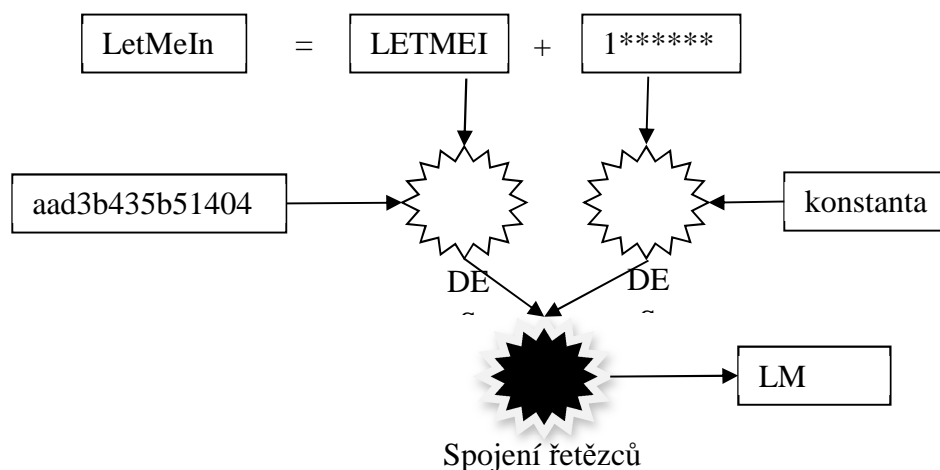 LetMeIn = LETMEI + 1******
aad3b435b51404
konstanta
DE
DE
LM
Spojení řetězců